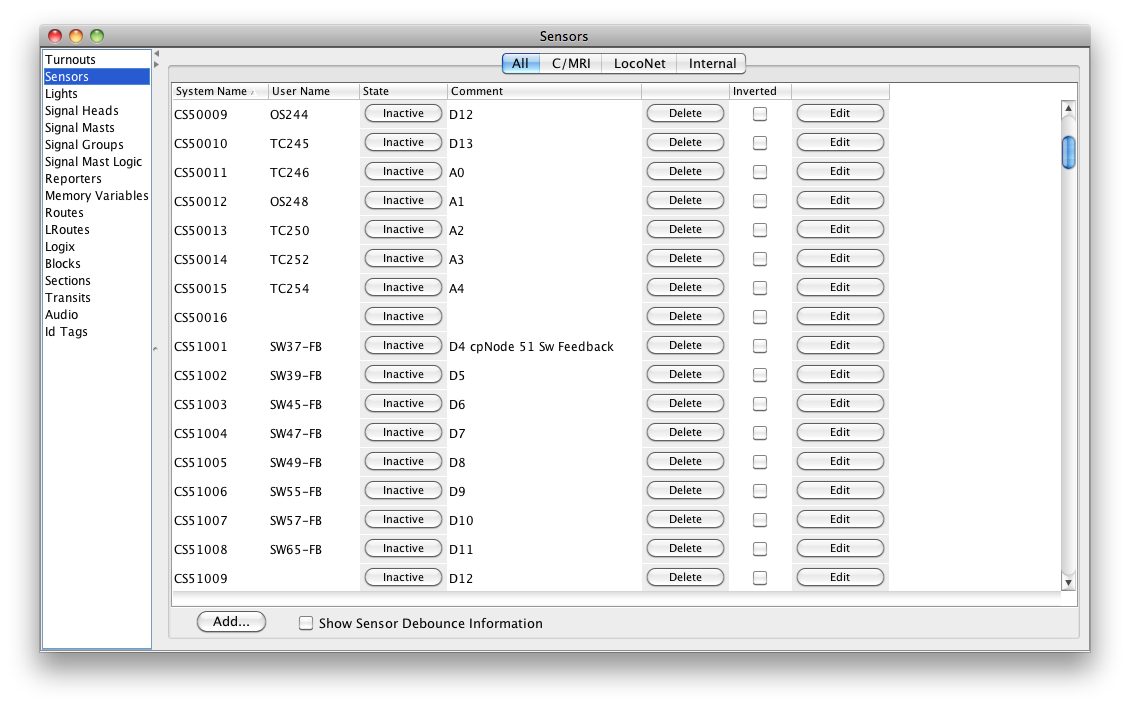 Sensors
Turnouts
Sensors
Lights
Signal Heads
Signal Masts
Signal Groups
Signal Mast Logic
Reporters
Memory Variables
Routes
LRoutes
Logix
Blocks
Sections
Transits
Audio
Id Tags
All C/MRI LocoNet Internal
System Name User Name State Comment Inverted
CS50009 OS244 Inactive D12 Delete Edit
CS50010 TC245 Inactive D13 Delete Edit
CS50011 TC246 Inactive A0 Delete Edit
CS50012 OS248 Inactive A1 Delete Edit
CS50013 TC250 Inactive A2 Delete Edit
CS50014 TC252 Inactive A3 Delete Edit
CS50015 TC254 Inactive A4 Delete Edit
CS50016 Inactive Delete Edit
CS51001 SW37-FB Inactive D4 cpNode 51 Sw Feedback Delete Edit
CS51002 SW39-FB Inactive D5 Delete Edit
CS51003 SW45-FB Inactive D6 Delete Edit
CS51004 SW47-FB Inactive D7 Delete Edit
CS51005 SW49-FB Inactive D8 Delete Edit
CS51006 SW55-FB Inactive D9 Delete Edit
CS51007 SW57-FB Inactive D10 Delete Edit
CS51008 SW65-FB Inactive D11 Delete Edit
CS51009 Inactive D12 Delete Edit
Add... Show Sensor Debounce Information